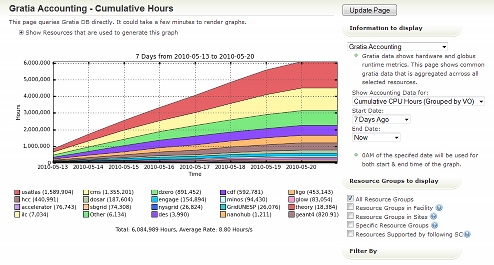 Gratia Accounting - Cumulative Hours
This page queries Gratia DB directly. It could take a few minutes to render graphs.
Show Resources that are used to generate this graph
7 Days from 2010-05-13 to 2010-05-20
6,000,000
5,000,000
4,000,000
3,000,000
2,000,000
1,000,000
0
Hours
2010-05-13 2010-05-14 2010-05-15 2010-05-16 2010-05-17 2010-05-18 2010-05-19 2010-05-20
Time
usatlas (1,589,904) cms (1,355,201) dzero (891,452) cdf (592,781) ligo (453,143)
hcc (440,991) dosar (187,604) engage (154,894) minos (94,430) glow (83,054)
accelerator (76,743) sbgrid (74,308) nysgrid (26,824) GridUNESP (26,076) theory (18,384)
ilc (7,034) Other (6,134) des (3,990) nanohub (1,211) geant4 (820.91)
Total: 6,084,989 Hours, Average Rate: 8.80 Hours/s
Update Page
Information to display
Gratia Accounting
Gratia data shows hardware and globus
runtime metrics. This page shows common
gratia data that is aggregated across all
selected resources.
Show Accounting Data for:
Cumulative CPU Hours (Grouped by VO)
Start Date:
7 Days Ago
End Date:
Now
0AM of the specified date will be used for
both start & end time of the graph.
Resource Groups to display
All Resource Groups
Resource Groups in Facility
Resource Groups in Sites
Specific Resource Groups
Resources Supported by following SC
Filter By